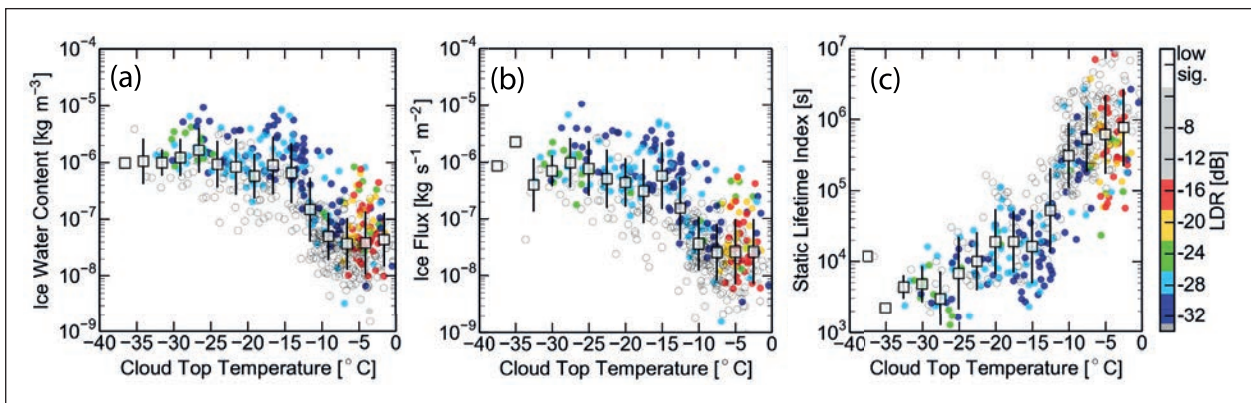 (a)
Ice Water Content [kg m⁻³]
10⁻⁴
10⁻⁵
10⁻⁶
10⁻⁷
10⁻⁸
10⁻⁹
−40 −35 −30 −25 −20 −15 −10 −5 0
Cloud Top Temperature [° C]
(b)
Ice Flux [kg s⁻¹ m⁻²]
10⁻⁴
10⁻⁵
10⁻⁶
10⁻⁷
10⁻⁸
10⁻⁹
−40 −35 −30 −25 −20 −15 −10 −5 0
Cloud Top Temperature [° C]
(c)
Static Lifetime Index [s]
10⁷
10⁶
10⁵
10⁴
10³
−40 −35 −30 −25 −20 −15 −10 −5 0
Cloud Top Temperature [° C]
low
sig.
-8
-12
-16
-20
-24
-28
-32
LDR [dB]